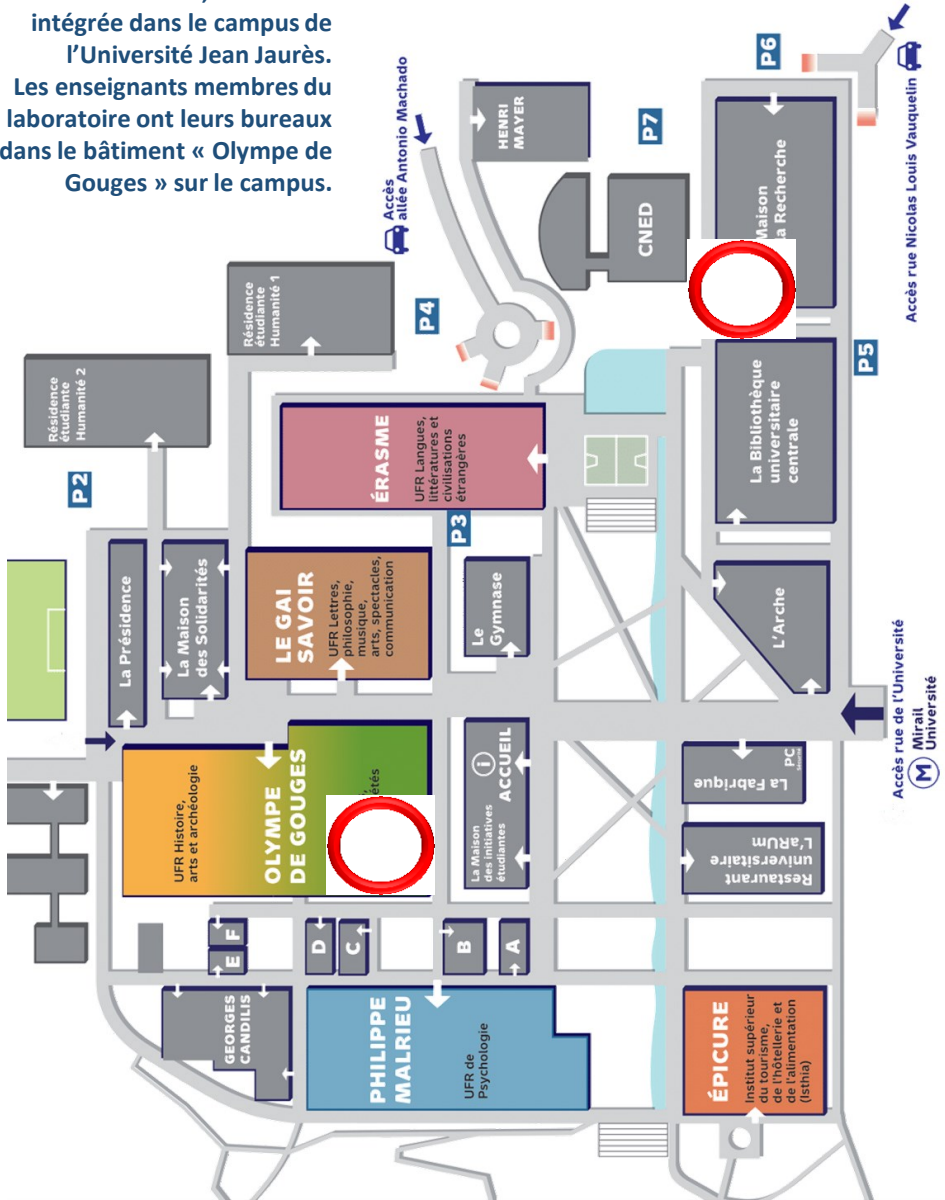 intégrée dans le campus de
l’Université Jean Jaurès.
Les enseignants membres du
laboratoire ont leurs bureaux
dans le bâtiment « Olympe de
Gouges » sur le campus.
Accès
allée Antonio Machado
HENRI
MAYER
P7
P6
CNED
Maison
Recherche
Accès rue Nicolas Louis Vauquelin
Résidence
étudiante
Humanité 1
P4
Résidence
étudiante
Humanité 2
P2
ÉRASME
UFR Langues,
littératures et
civilisations
étrangères
P3
La Bibliothèque
universitaire
centrale
P5
La Présidence
La Maison
des Solidarités
LE GAI
SAVOIR
UFR Lettres,
philosophie,
musique,
arts, spectacles,
communication
Le
Gymnase
L’Arche
Accès rue de l’Université
M Mirail
Université
UFR Histoire,
arts et archéologie
OLYMPE
DE GOUGES
i
ACCUEIL
La Maison
des initiatives
étudiantes
La Fabrique
PC
Restaurant
universitaire
L’aRUm
F
E
D
C
B
A
GEORGES
CANDILIS
PHILIPPE
MALRIEU
UFR de
Psychologie
ÉPICURE
Institut supérieur
du tourisme,
de l’hôtellerie et
de l’alimentation
(Isthia)